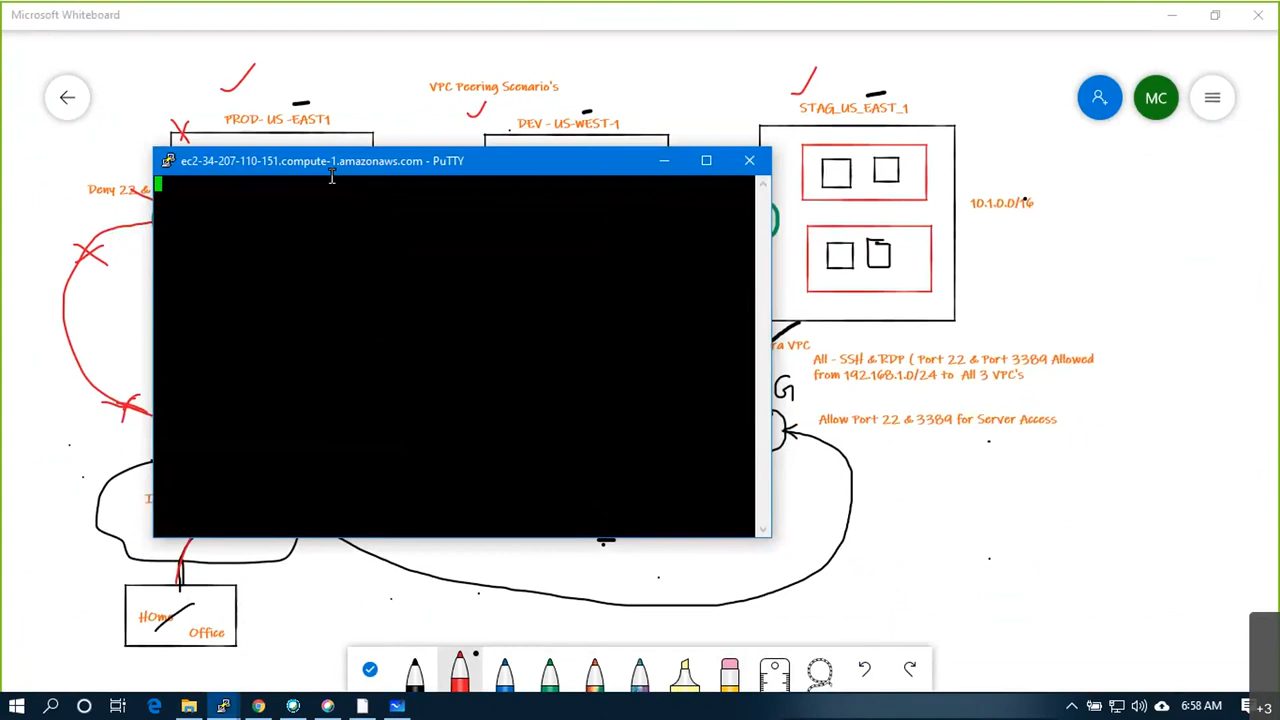 Microsoft Whiteboard
VPC Peering Scenario's
PROD- US -EAST1
DEV - US-WEST-1
STAG_US_EAST_1
MC
ec2-34-207-110-151.compute-1.amazonaws.com - PuTTY
Deny 22 &
10.1.0.0/16
ra VPC
All - SSH & RDP ( Port 22 & Port 3389 Allowed
from 192.168.1.0/24 to All 3 VPC's
G
Allow Port 22 & 3389 for Server Access
I
HOme
Office
6:58 AM
+3